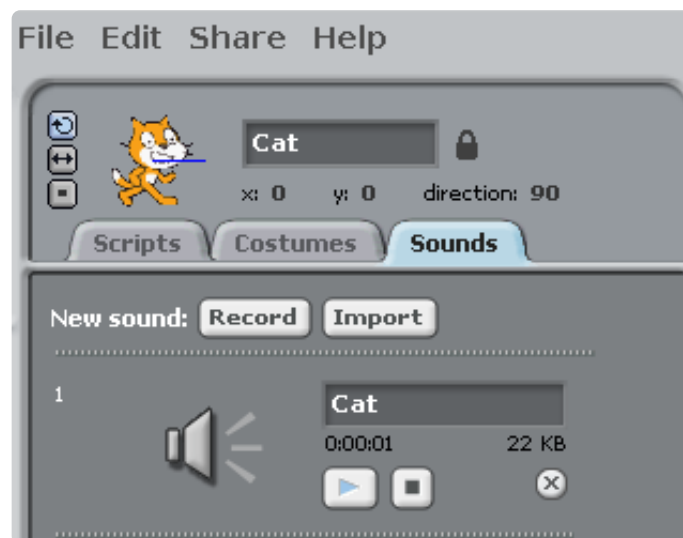 File Edit Share Help
Cat
x: 0 y: 0 direction: 90
Scripts Costumes Sounds
New sound: Record Import
1
Cat
0:00:01 22 KB